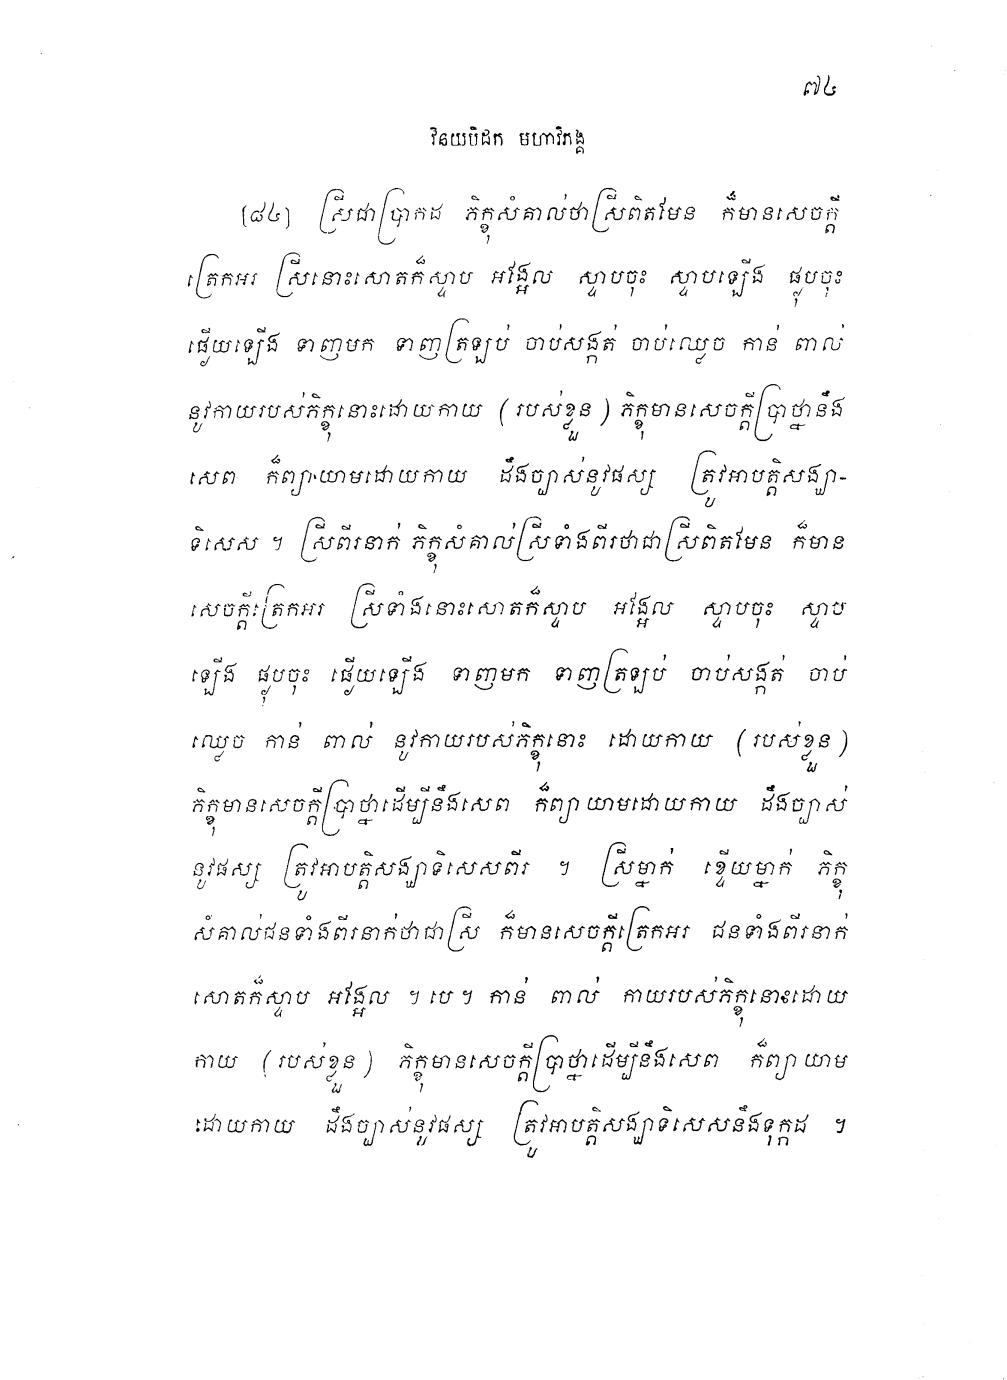 ៧៤
វិនយបិដក មហាវិភង្គ
[៨៤] ស្រីជាប្រាកដ ភិក្ខុសំគាល់ថាស្រីពិតមែន ក៏មានសេចក្តី
ត្រេកអរ ស្រីនោះសោតក៏ស្ទាប អង្អែល ស្ទាបចុះ ស្ទាបឡើង ផ្លុបចុះ
ផ្ងើយឡើង ទាញមក ទាញត្រឡប់ ចាប់សង្កត់ ចាប់ឈ្លេច កាន់ ពាល់
នូវកាយរបស់ភិក្ខុនោះដោយកាយ (របស់ខ្លួន) ភិក្ខុមានសេចក្តីប្រាថ្នានឹង
សេព ក៏ព្យាយាមដោយកាយ ដឹងច្បាស់នូវផស្ស ត្រូវអាបត្តិសង្ឃា-
ទិសេស ។ ស្រីពីរនាក់ ភិក្ខុសំគាល់ស្រីទាំងពីរថាជាស្រីពិតមែន ក៏មាន
សេចក្តីត្រេកអរ ស្រីទាំងនោះសោតក៏ស្ទាប អង្អែល ស្ទាបចុះ ស្ទាប
ឡើង ផ្លុបចុះ ផ្ងើយឡើង ទាញមក ទាញត្រឡប់ ចាប់សង្កត់ ចាប់
ឈ្លេច កាន់ ពាល់ នូវកាយរបស់ភិក្ខុនោះ ដោយកាយ (របស់ខ្លួន)
ភិក្ខុមានសេចក្តីប្រាថ្នាដើម្បីនឹងសេព ក៏ព្យាយាមដោយកាយ ដឹងច្បាស់
នូវផស្ស ត្រូវអាបត្តិសង្ឃាទិសេសពីរ ។ ស្រីម្នាក់ ខ្ទើយម្នាក់ ភិក្ខុ
សំគាល់ជនទាំងពីរនាក់ថាជាស្រី ក៏មានសេចក្តីត្រេកអរ ជនទាំងពីរនាក់
សោតក៏ស្ទាប អង្អែល ។ បេ ។ កាន់ ពាល់ កាយរបស់ភិក្ខុនោះដោយ
កាយ (របស់ខ្លួន) ភិក្ខុមានសេចក្តីប្រាថ្នាដើម្បីនឹងសេព ក៏ព្យាយាម
ដោយកាយ ដឹងច្បាស់នូវផស្ស ត្រូវអាបត្តិសង្ឃាទិសេសនឹងទុក្កដ ។